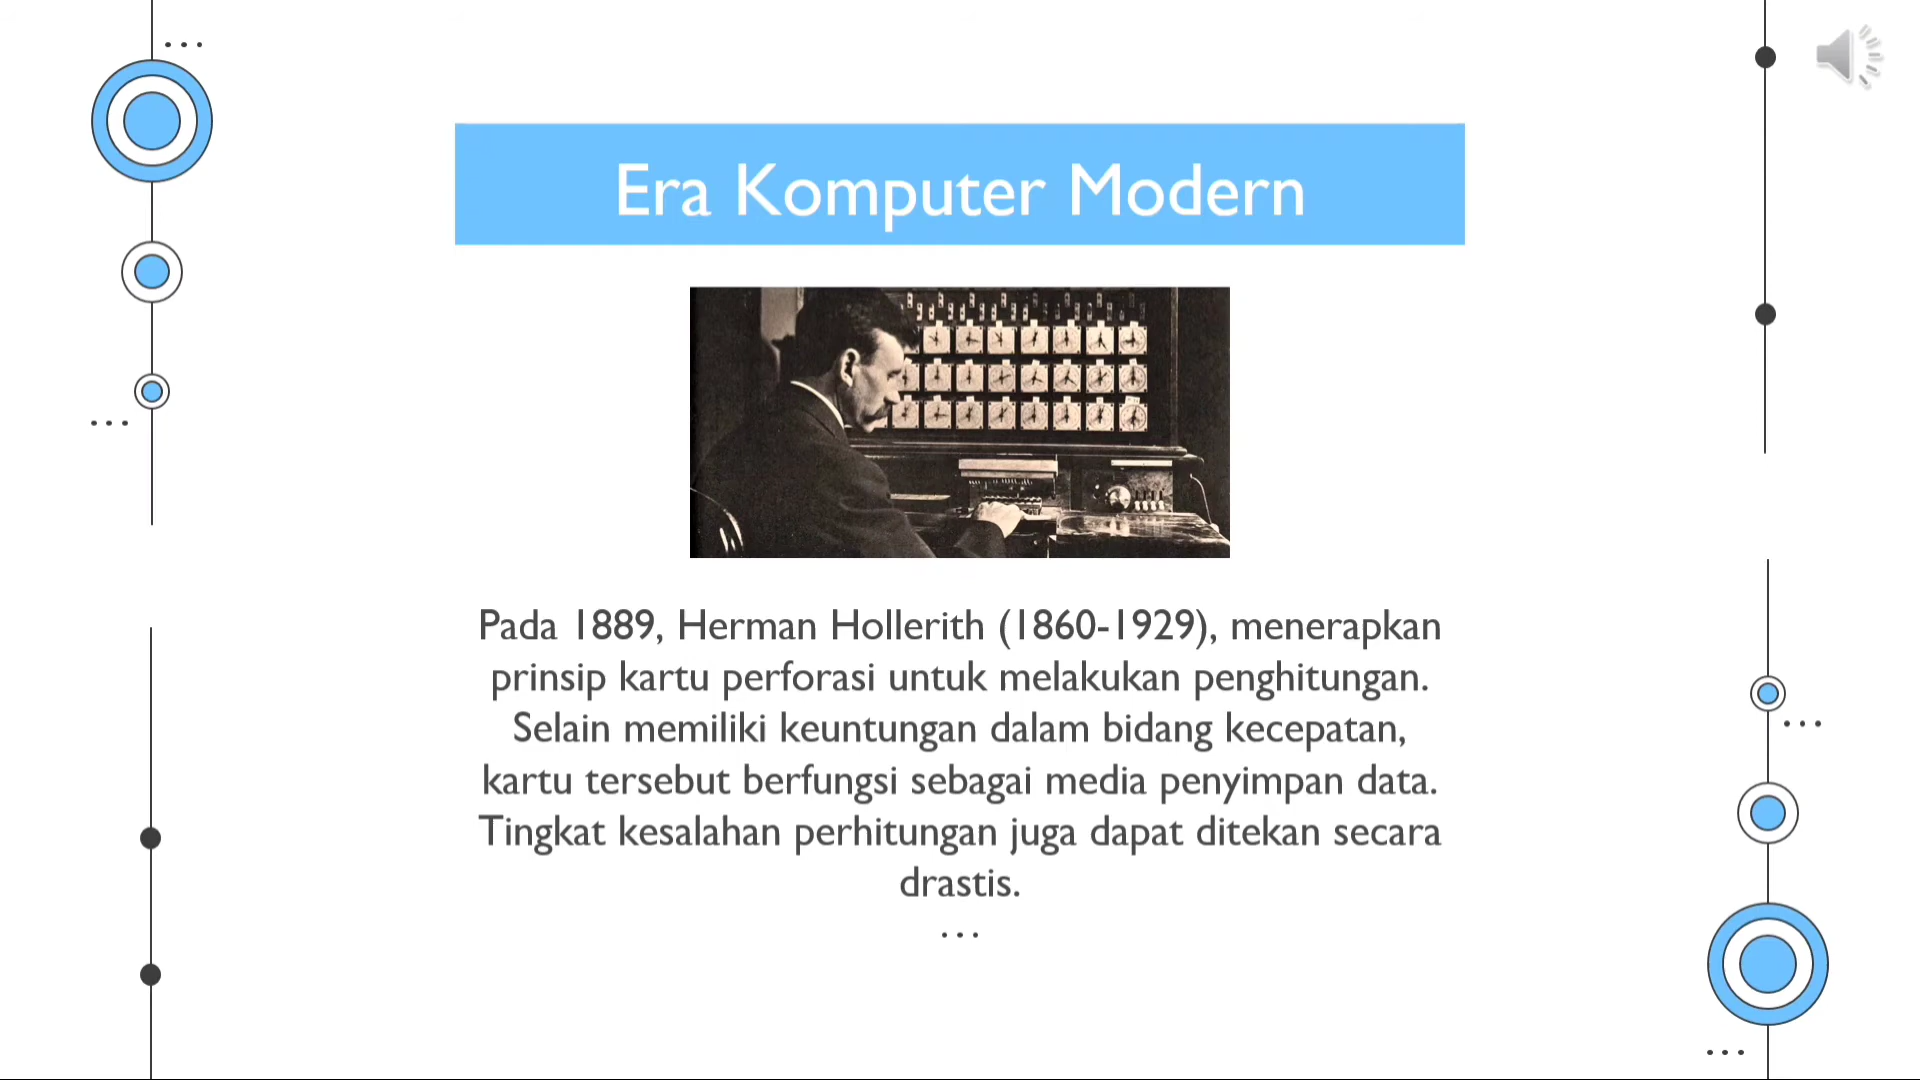 Era Komputer Modern
Pada 1889, Herman Hollerith (1860-1929), menerapkan
prinsip kartu perforasi untuk melakukan penghitungan.
Selain memiliki keuntungan dalam bidang kecepatan,
kartu tersebut berfungsi sebagai media penyimpan data.
Tingkat kesalahan perhitungan juga dapat ditekan secara
drastis.